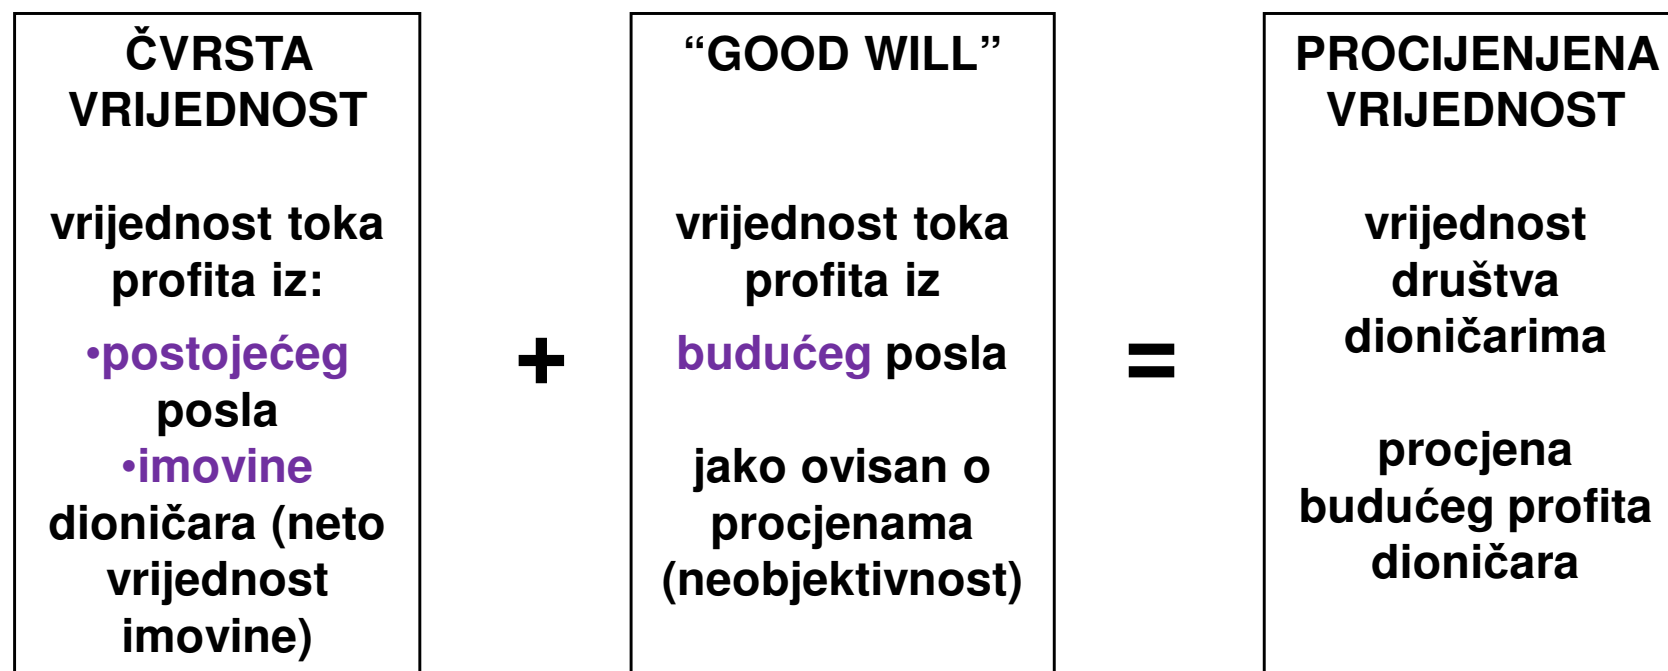 ČVRSTA
VRIJEDNOST
vrijednost toka
profita iz:
•postojećeg
posla
•imovine
dioničara (neto
vrijednost
imovine)
+
“GOOD WILL”
vrijednost toka
profita iz
budućeg posla
jako ovisan o
procjenama
(neobjektivnost)
=
PROCIJENJENA
VRIJEDNOST
vrijednost
društva
dioničarima
procjena
budućeg profita
dioničara